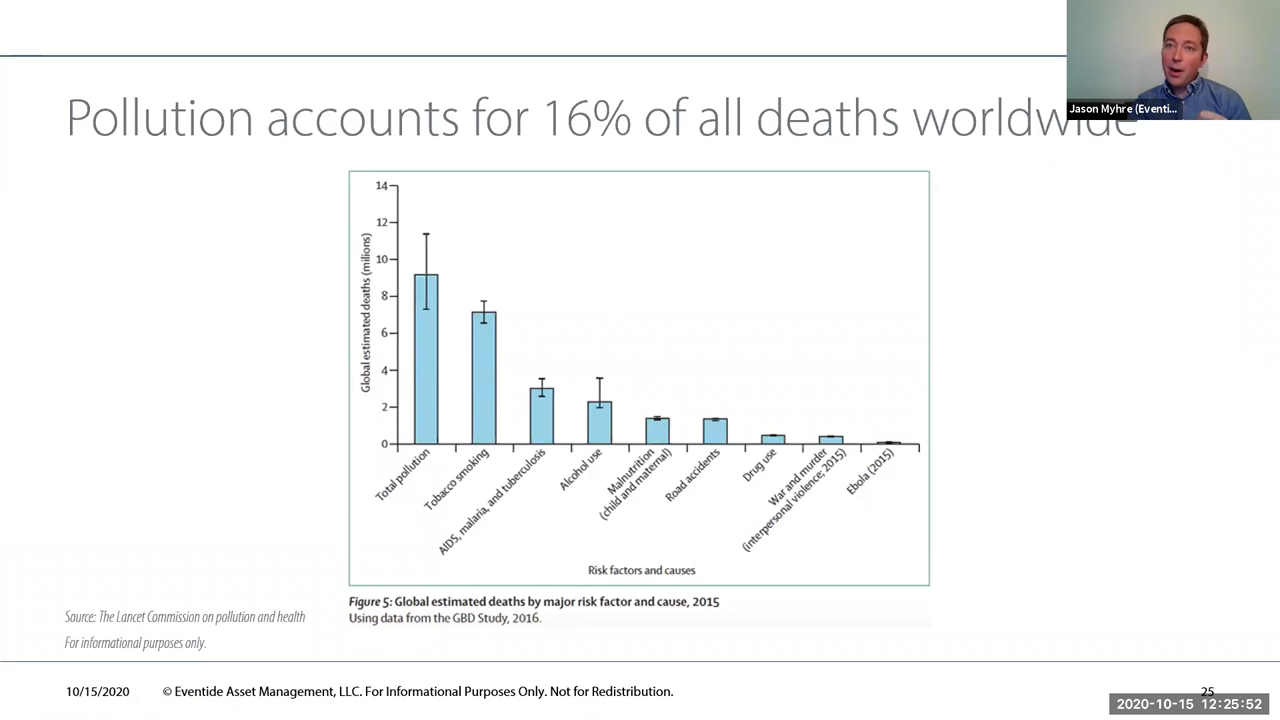 Jason Myhre (Eventi...
Pollution accounts for 16% of all deaths worldwide
14
12
10
8
6
4
2
0
Global estimated deaths (milions)
Total pollution
Tobacco smoking
AIDS, malaria, and tuberculosis
Alcohol use
Malnutrition
(child and maternal)
Road accidents
Drug use
War and murder
(interpersonal violence; 2015)
Ebola (2015)
Risk factors and causes
Figure 5: Global estimated deaths by major risk factor and cause, 2015
Using data from the GBD Study, 2016.
Source: The Lancet Commission on pollution and health
For informational purposes only.
10/15/2020 © Eventide Asset Management, LLC. For Informational Purposes Only. Not for Redistribution. 25
2020-10-15 12:25:52